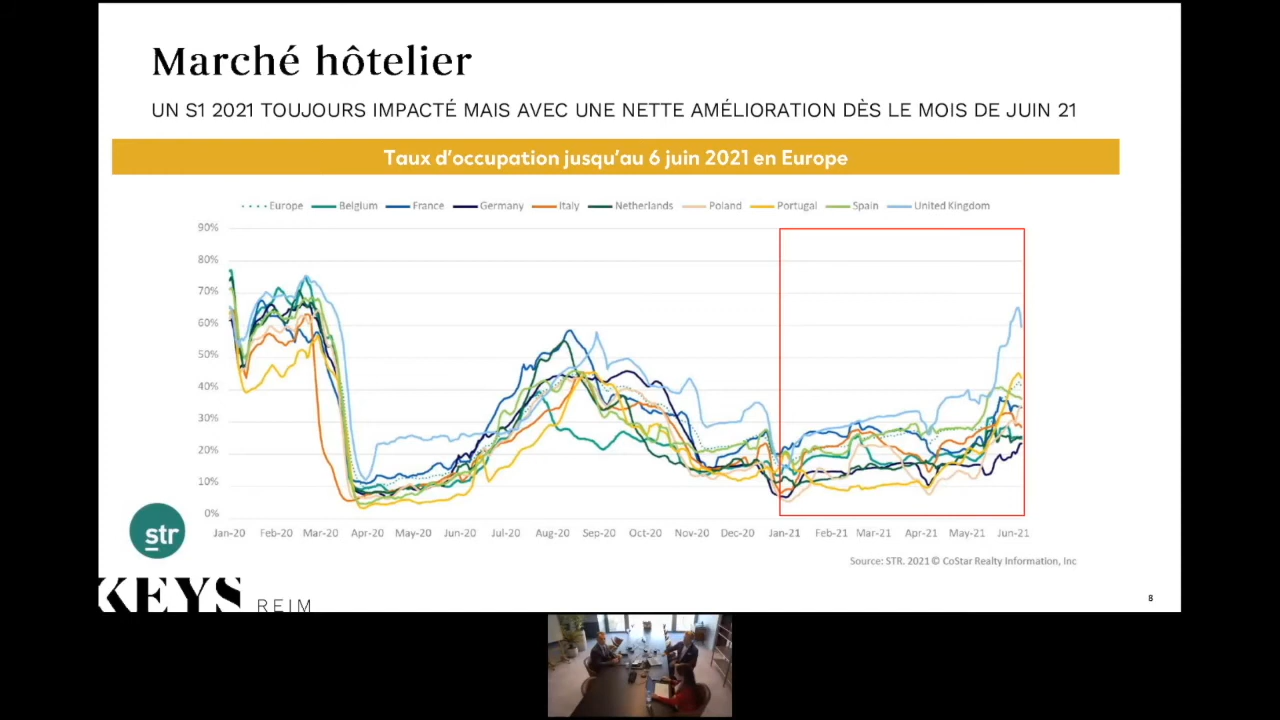 Marché hôtelier
UN S1 2021 TOUJOURS IMPACTÉ MAIS AVEC UNE NETTE AMÉLIORATION DÈS LE MOIS DE JUIN 21
Taux d'occupation jusqu'au 6 juin 2021 en Europe
Europe Belgium France Germany Italy Netherlands Poland Portugal Spain United Kingdom
90%
80%
70%
60%
50%
40%
30%
20%
10%
0%
Jan-20 Feb-20 Mar-20 Apr-20 May-20 Jun-20 Jul-20 Aug-20 Sep-20 Oct-20 Nov-20 Dec-20 Jan-21 Feb-21 Mar-21 Apr-21 May-21 Jun-21
str
Source: STR. 2021 © CoStar Realty Information, Inc
KEYS REIM
8